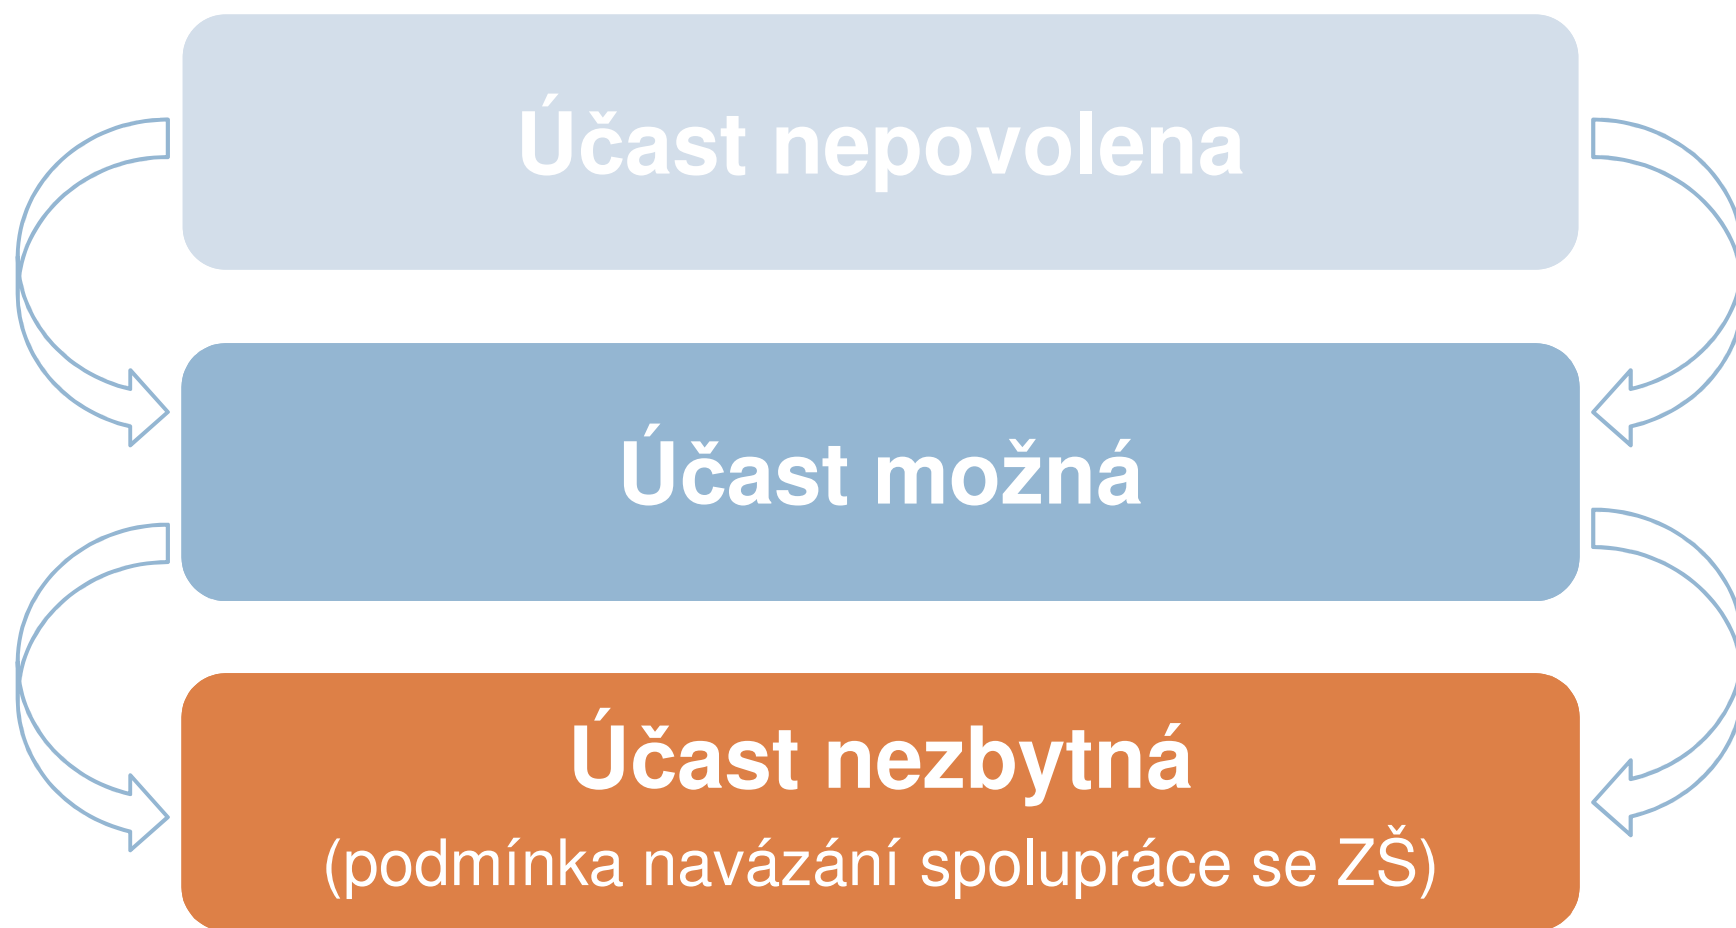 Účast nepovolena
Účast možná
Účast nezbytná
(podmínka navázání spolupráce se ZŠ)